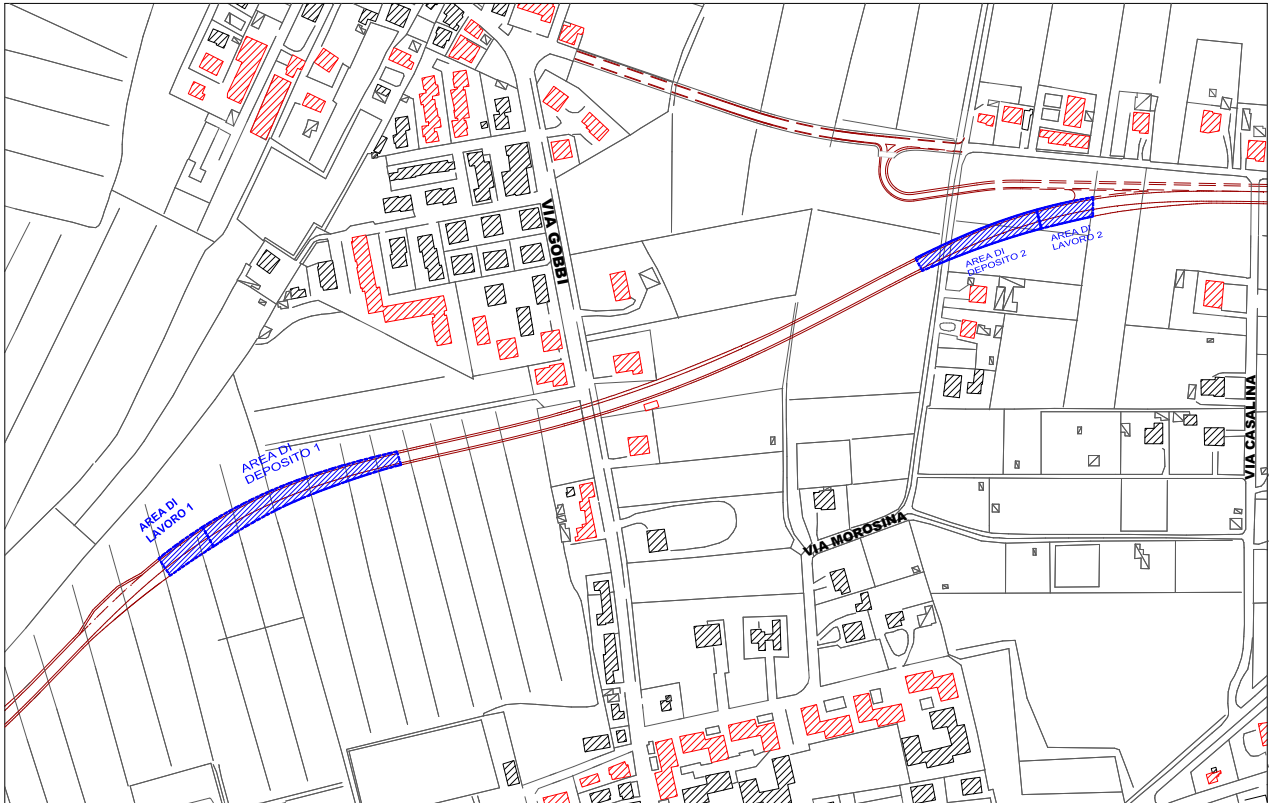 VIA GOBBI
AREA DI
DEPOSITO 2
AREA DI
LAVORO 2
VIA CASALINA
AREA DI
DEPOSITO 1
AREA DI
LAVORO 1
VIA MOROSINA